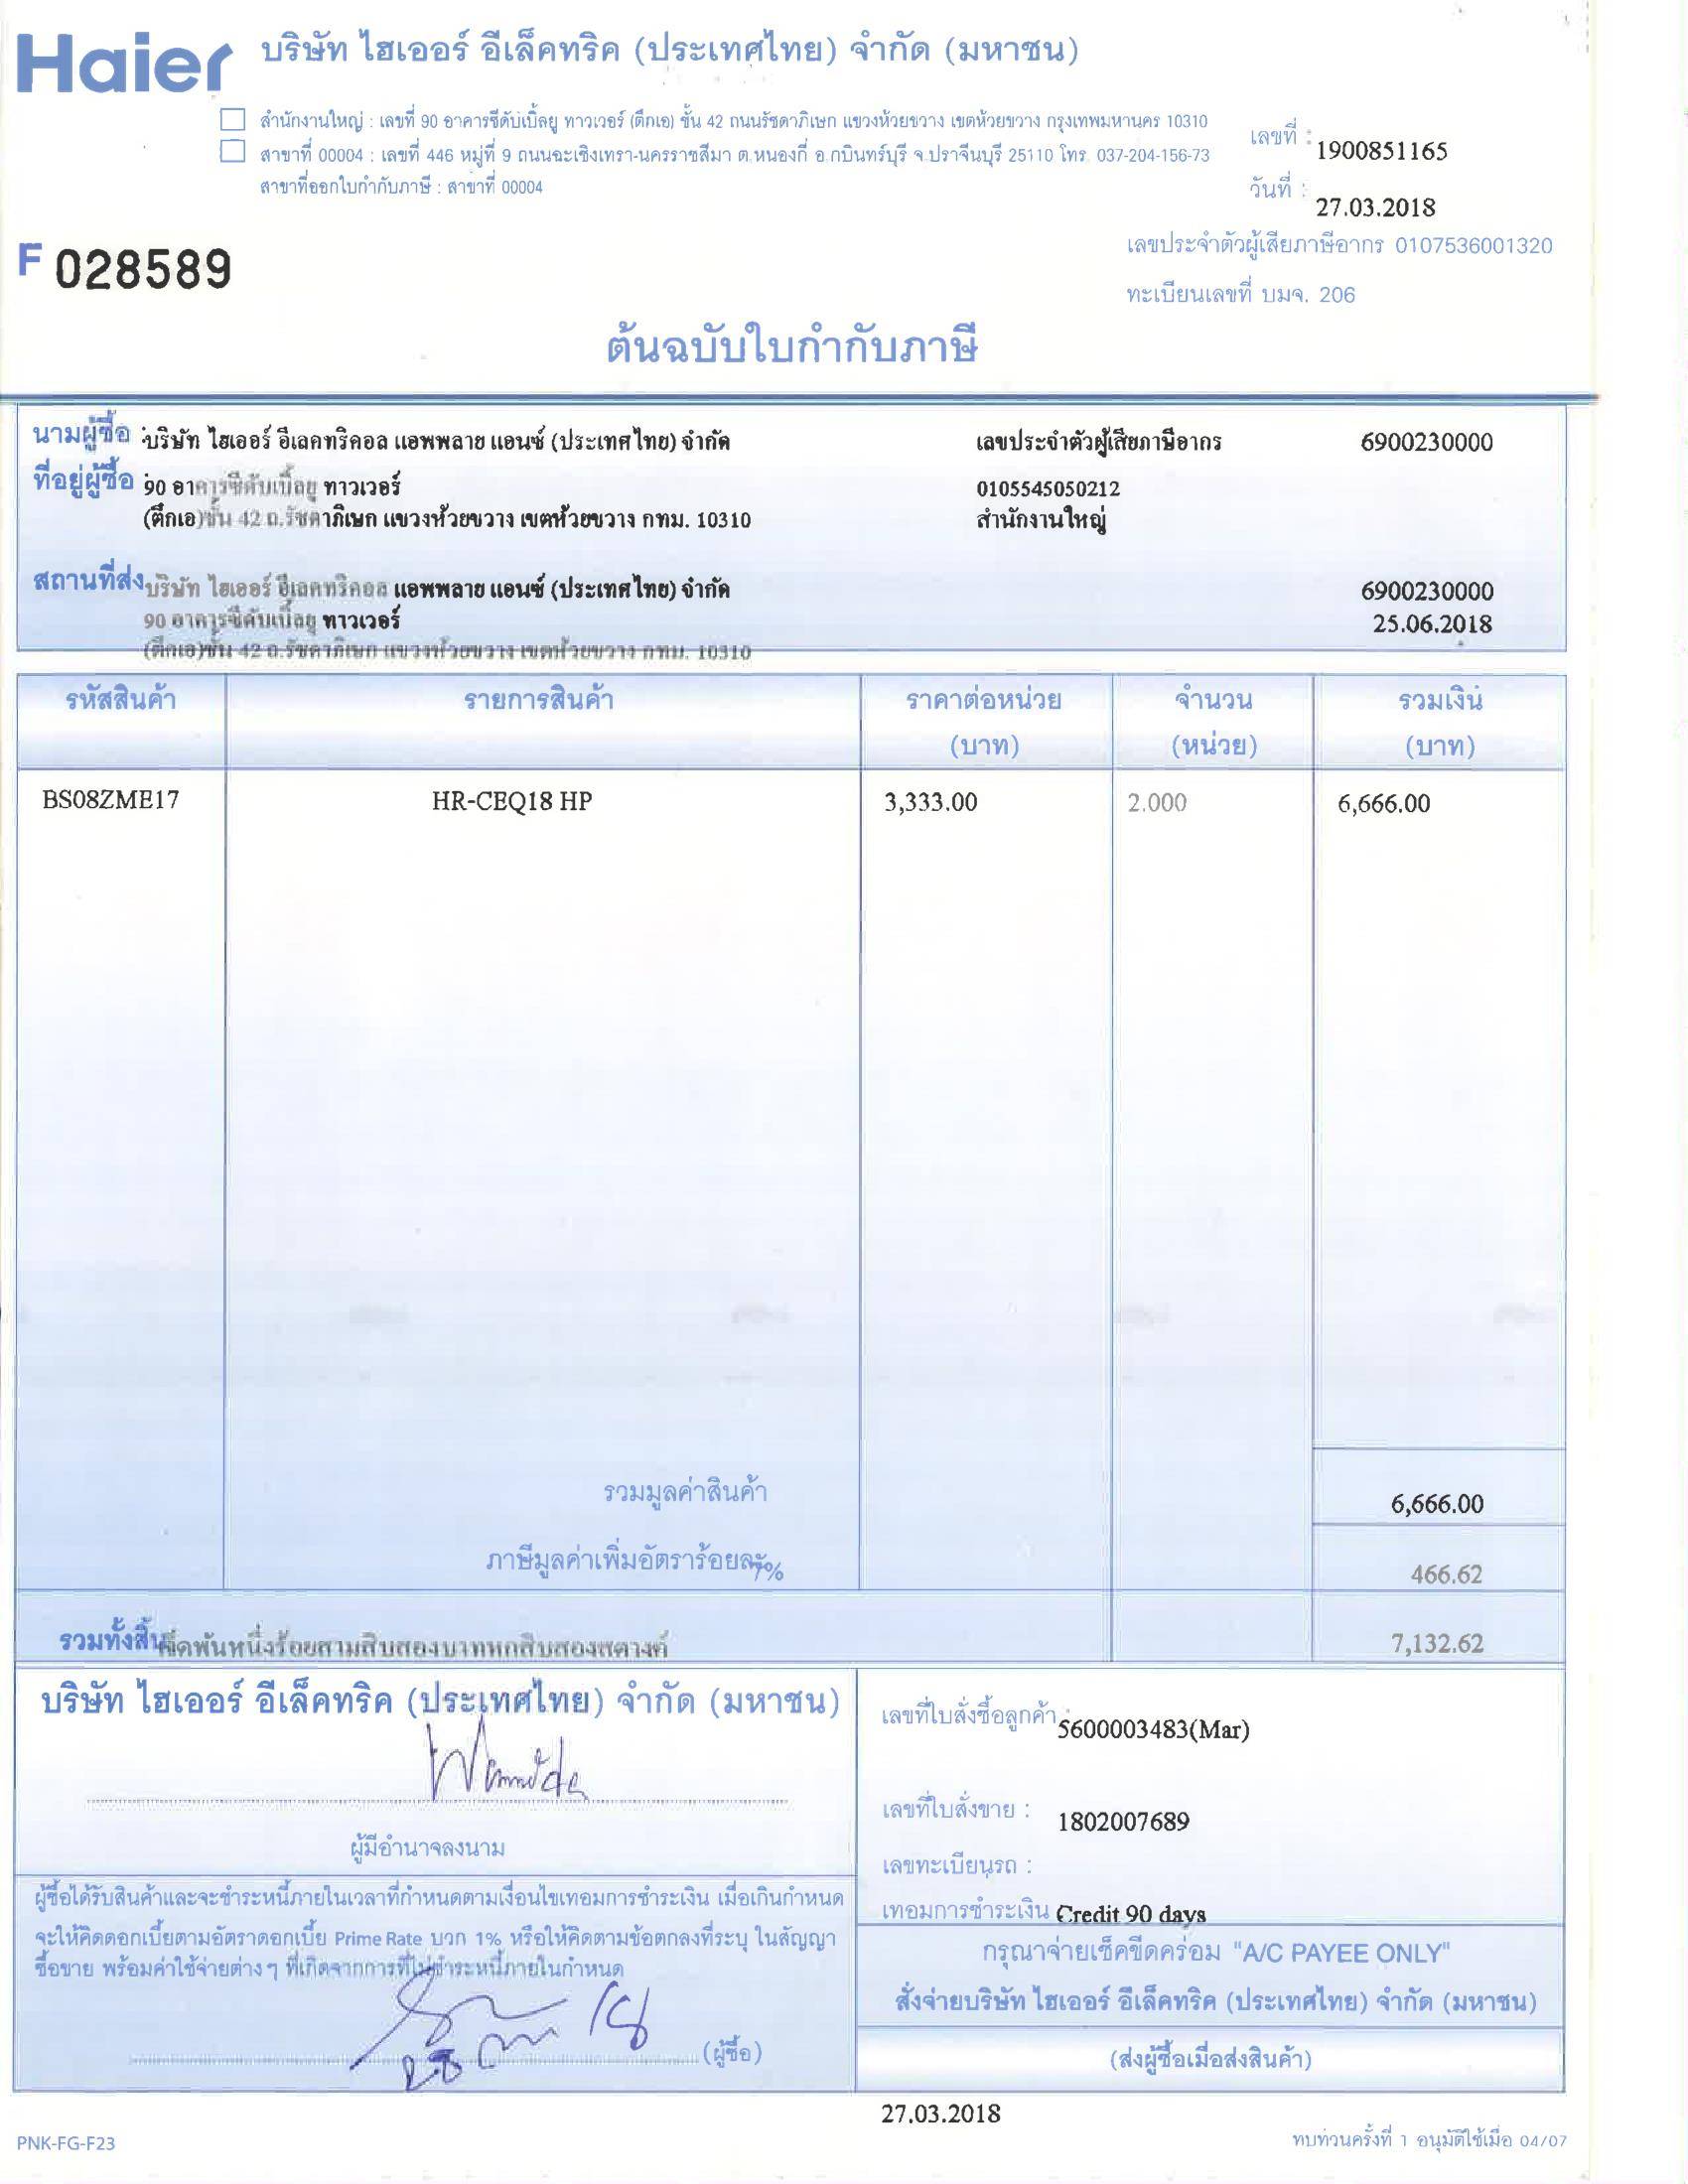 Haier บริษัท ไฮเออร์ อีเล็คทริค (ประเทศไทย) จำกัด (มหาชน)
สำนักงานใหญ่ : เลขที่ 90 อาคารซีดับเบิ้ลยู ทาวเวอร์ (ตึกเอ) ชั้น 42 ถนนรัชดาภิเษก แขวงห้วยขวาง เขตห้วยขวาง กรุงเทพมหานคร 10310
สาขาที่ 00004 : เลขที่ 446 หมู่ที่ 9 ถนนฉะเชิงเทรา-นครราชสีมา ต.หนองกี่ อ.กบินทร์บุรี จ.ปราจีนบุรี 25110 โทร. 037-204-156-73
สาขาที่ออกใบกำกับภาษี : สาขาที่ 00004
เลขที่ : 1900851165
วันที่ : 27.03.2018
เลขประจำตัวผู้เสียภาษีอากร 0107536001320
ทะเบียนเลขที่ บมจ. 206
F 028589
ต้นฉบับใบกำกับภาษี
นามผู้ซื้อ : บริษัท ไฮเออร์ อีเลคทริคอล แอพพลาย แอนซ์ (ประเทศไทย) จำกัด เลขประจำตัวผู้เสียภาษีอากร 6900230000
ที่อยู่ผู้ซื้อ : 90 อาคารซีดับเบิ้ลยู ทาวเวอร์ 0105545050212
(ตึกเอ)ชั้น 42 ถ.รัชดาภิเษก แขวงห้วยขวาง เขตห้วยขวาง กทม. 10310 สำนักงานใหญ่
สถานที่ส่ง บริษัท ไฮเออร์ อีเลคทริคอล แอพพลาย แอนซ์ (ประเทศไทย) จำกัด 6900230000
90 อาคารซีดับเบิ้ลยู ทาวเวอร์ 25.06.2018
(ตึกเอ)ชั้น 42 ถ.รัชดาภิเษก แขวงห้วยขวาง เขตห้วยขวาง กทม. 10310
รหัสสินค้า รายการสินค้า ราคาต่อหน่วย จำนวน รวมเงิน
(บาท) (หน่วย) (บาท)
BS08ZME17 HR-CEQ18 HP 3,333.00 2.000 6,666.00
รวมมูลค่าสินค้า 6,666.00
ภาษีมูลค่าเพิ่มอัตราร้อยละ 7% 466.62
รวมทั้งสิ้น เจ็ดพันหนึ่งร้อยสามสิบสองบาทหกสิบสองสตางค์ 7,132.62
บริษัท ไฮเออร์ อีเล็คทริค (ประเทศไทย) จำกัด (มหาชน)
ผู้มีอำนาจลงนาม
เลขที่ใบสั่งซื้อลูกค้า : 5600003483(Mar)
เลขที่ใบสั่งขาย : 1802007689
เลขทะเบียนรถ :
เทอมการชำระเงิน Credit 90 days
ผู้ซื้อได้รับสินค้าและจะชำระหนี้ภายในเวลาที่กำหนดตามเงื่อนไขเทอมการชำระเงิน เมื่อเกินกำหนด
จะให้คิดดอกเบี้ยตามอัตราดอกเบี้ย Prime Rate บวก 1% หรือให้คิดตามข้อตกลงที่ระบุ ในสัญญา
ซื้อขาย พร้อมค่าใช้จ่ายต่างๆ ที่เกิดจากการที่ไม่ชำระหนี้ภายในกำหนด
(ผู้ซื้อ)
กรุณาจ่ายเช็คขีดคร่อม "A/C PAYEE ONLY"
สั่งจ่ายบริษัท ไฮเออร์ อีเล็คทริค (ประเทศไทย) จำกัด (มหาชน)
(ส่งผู้ซื้อเมื่อส่งสินค้า)
27.03.2018
PNK-FG-F23
ทบทวนครั้งที่ 1 อนุมัติใช้เมื่อ 04/07